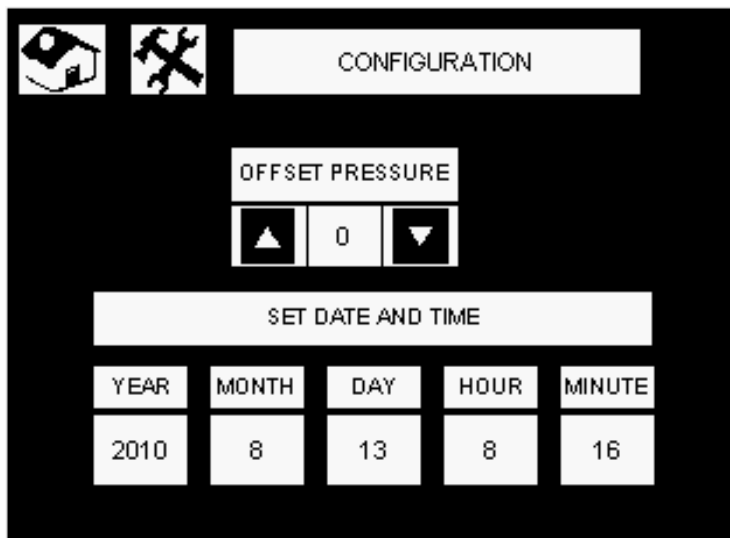 CONFIGURATION
OFFSET PRESSURE
0
SET DATE AND TIME
YEAR MONTH DAY HOUR MINUTE
2010 8 13 8 16